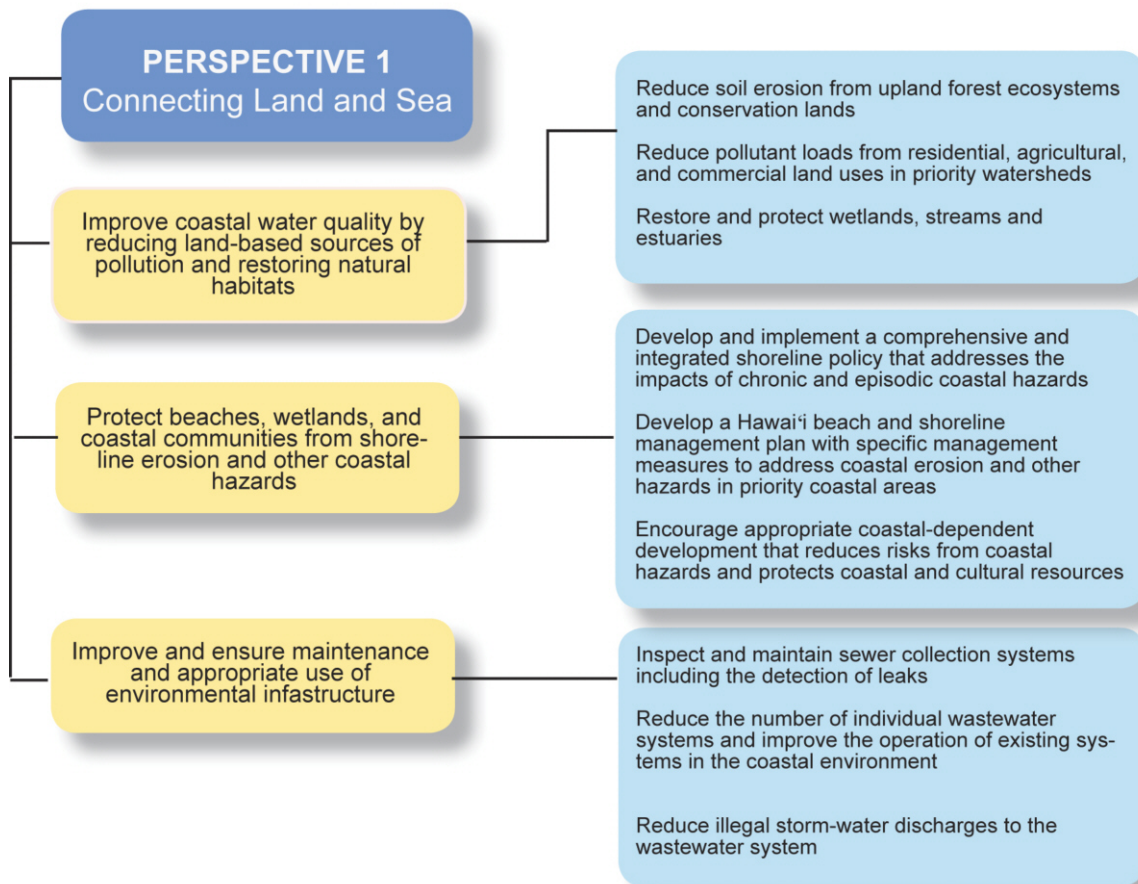 PERSPECTIVE 1
Connecting Land and Sea
Improve coastal water quality by
reducing land-based sources of
pollution and restoring natural
habitats
Reduce soil erosion from upland forest ecosystems
and conservation lands
Reduce pollutant loads from residential, agricultural,
and commercial land uses in priority watersheds
Restore and protect wetlands, streams and
estuaries
Protect beaches, wetlands, and
coastal communities from shore-
line erosion and other coastal
hazards
Develop and implement a comprehensive and
integrated shoreline policy that addresses the
impacts of chronic and episodic coastal hazards
Develop a Hawaiʻi beach and shoreline
management plan with specific management
measures to address coastal erosion and other
hazards in priority coastal areas
Encourage appropriate coastal-dependent
development that reduces risks from coastal
hazards and protects coastal and cultural resources
Improve and ensure maintenance
and appropriate use of
environmental infastructure
Inspect and maintain sewer collection systems
including the detection of leaks
Reduce the number of individual wastewater
systems and improve the operation of existing sys-
tems in the coastal environment
Reduce illegal storm-water discharges to the
wastewater system